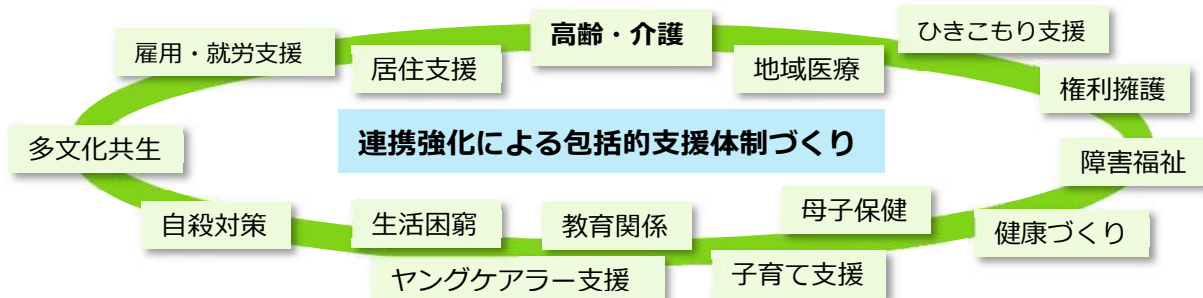 高齢・介護
ひきこもり支援
雇用・就労支援
居住支援
地域医療
権利擁護
連携強化による包括的支援体制づくり
多文化共生
障害福祉
母子保健
自殺対策
生活困窮
教育関係
健康づくり
ヤングケアラー支援
子育て支援